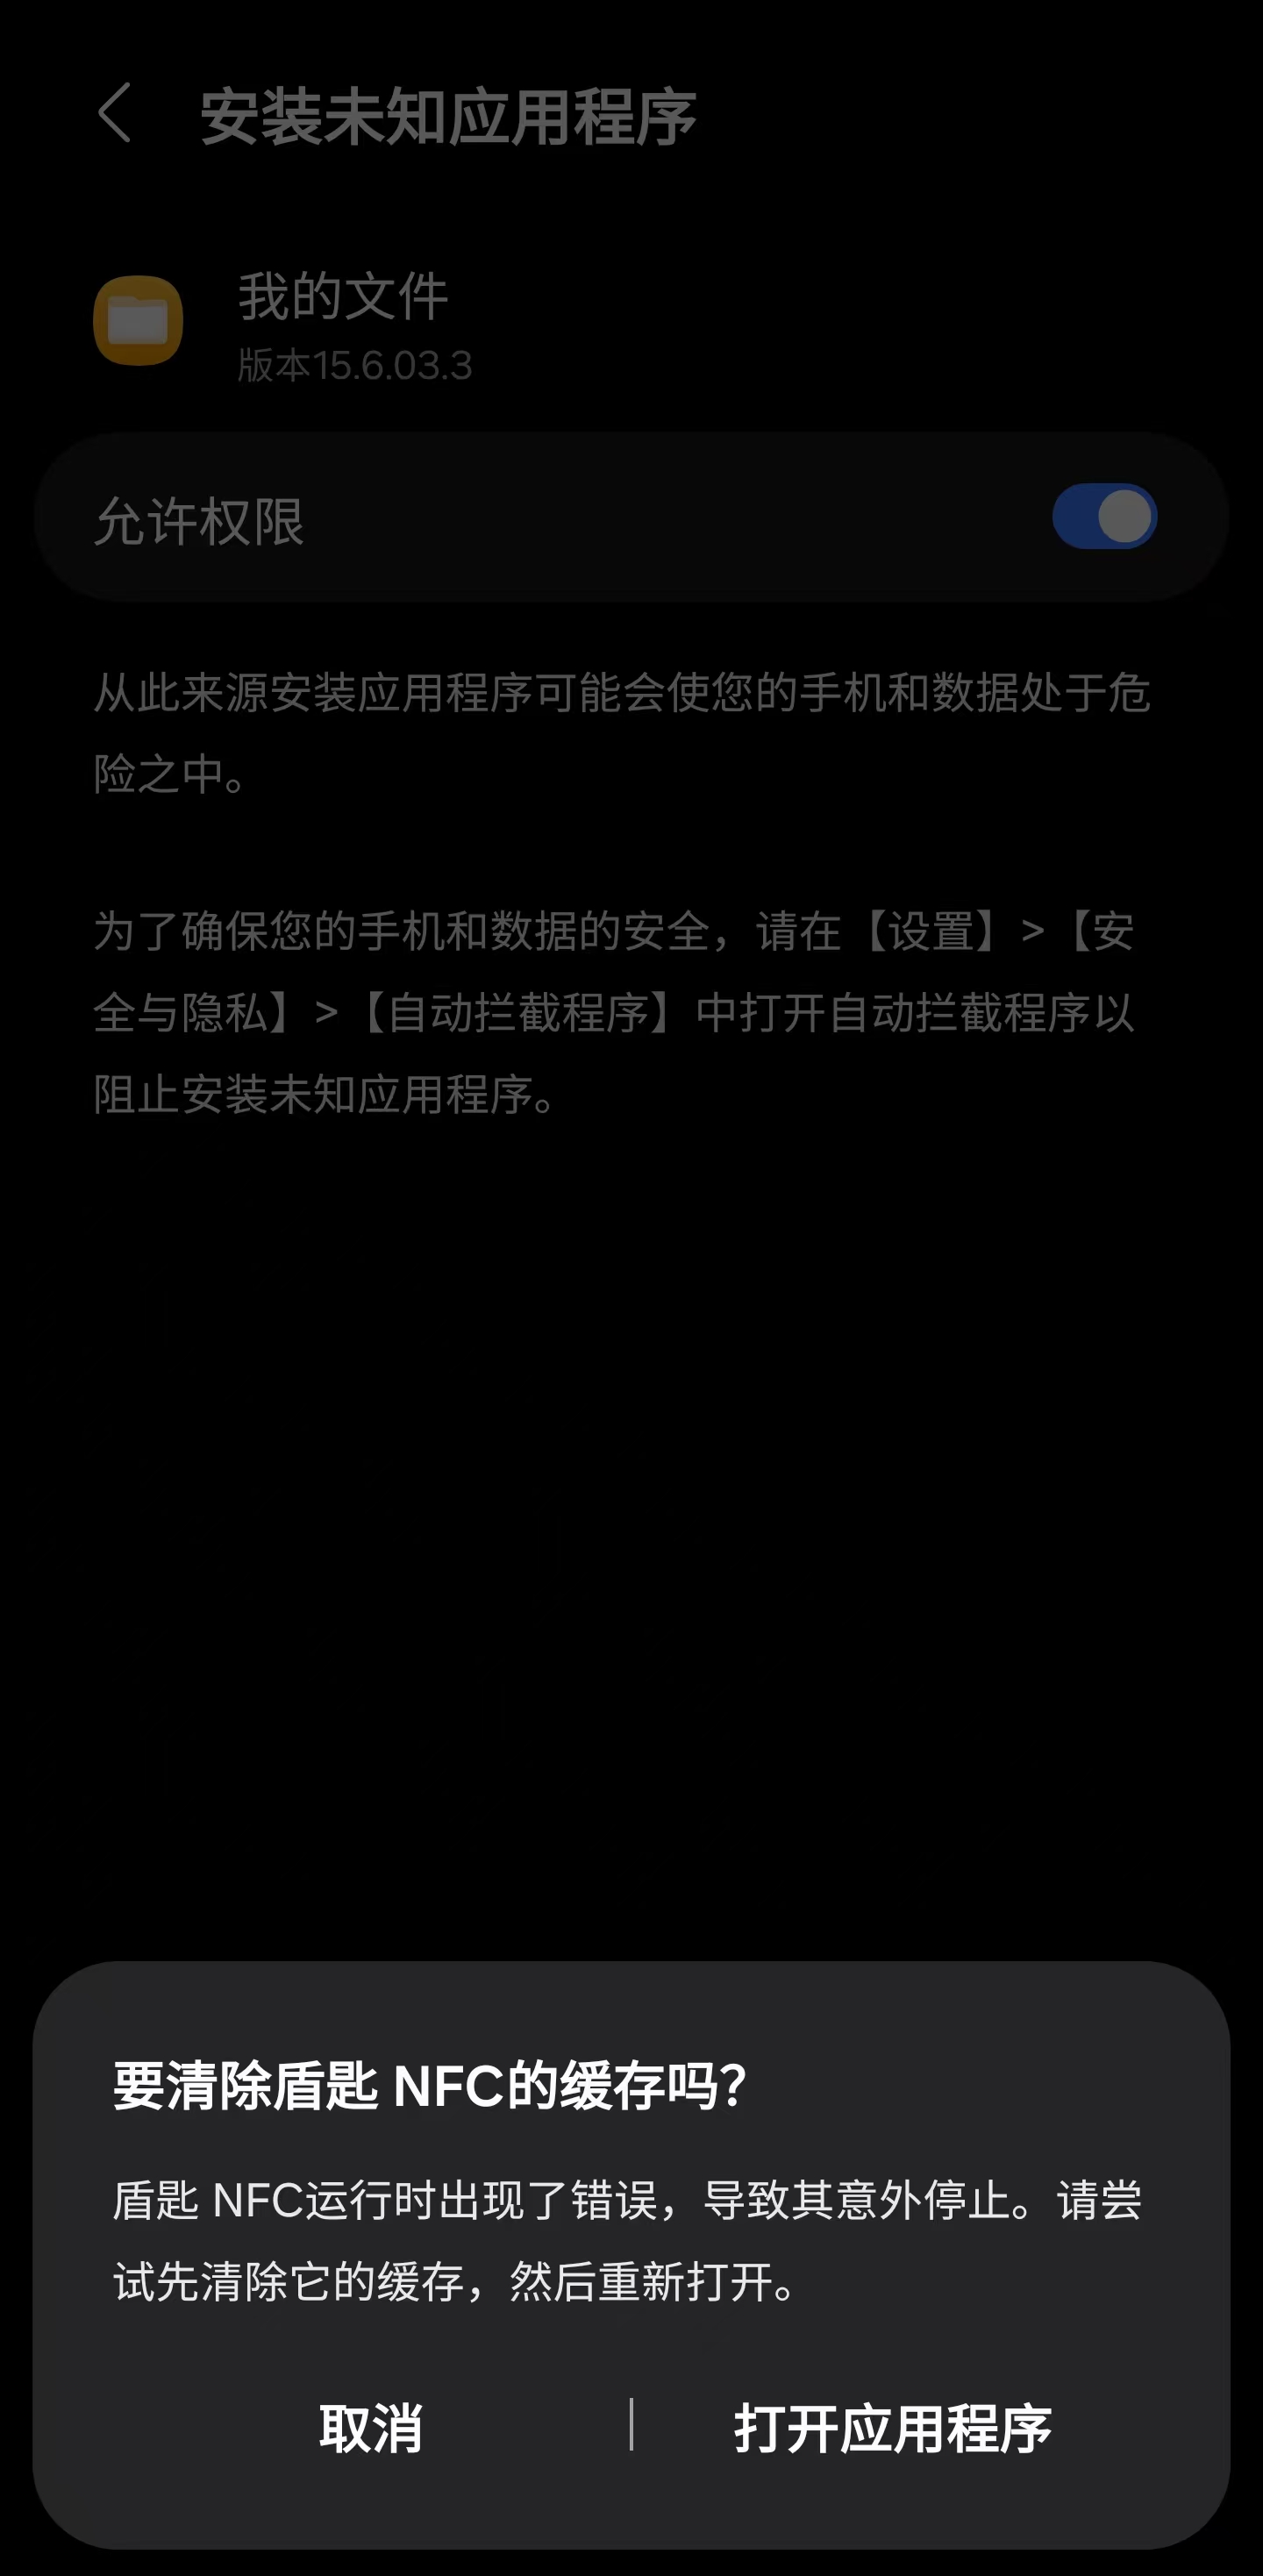 安装未知应用程序
我的文件
版本15.6.03.3
允许权限
从此来源安装应用程序可能会使您的手机和数据处于危
险之中。
为了确保您的手机和数据的安全，请在【设置】>【安
全与隐私】>【自动拦截程序】中打开自动拦截程序以
阻止安装未知应用程序。
要清除盾匙 NFC的缓存吗？
盾匙 NFC运行时出现了错误，导致其意外停止。请尝
试先清除它的缓存，然后重新打开。
取消
打开应用程序